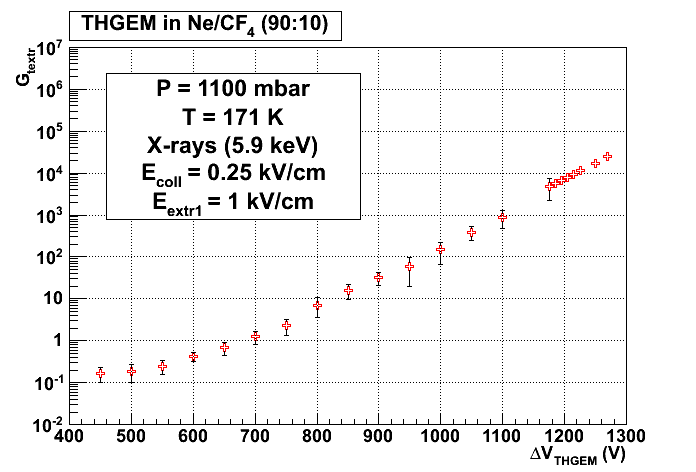 THGEM in Ne/CF4 (90:10)
Gtextr
10^7
10^6
10^5
10^4
10^3
10^2
10
1
10^-1
10^-2
P = 1100 mbar
T = 171 K
X-rays (5.9 keV)
Ecoll = 0.25 kV/cm
Eextr1 = 1 kV/cm
400 500 600 700 800 900 1000 1100 1200 1300
ΔVTHGEM (V)